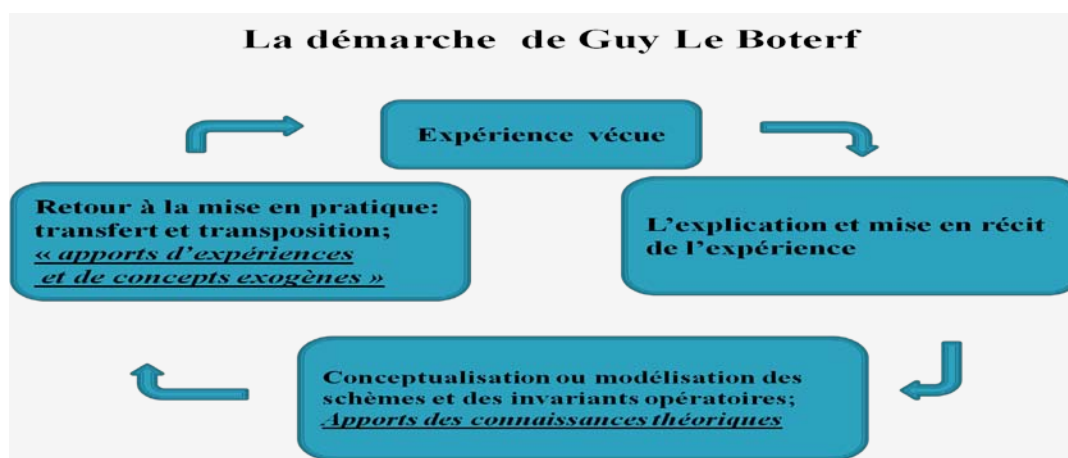 La démarche de Guy Le Boterf
Expérience vécue
L’explication et mise en récit
de l’expérience
Conceptualisation ou modélisation des
schèmes et des invariants opératoires;
Apports des connaissances théoriques
Retour à la mise en pratique:
transfert et transposition;
« apports d’expériences
et de concepts exogènes »